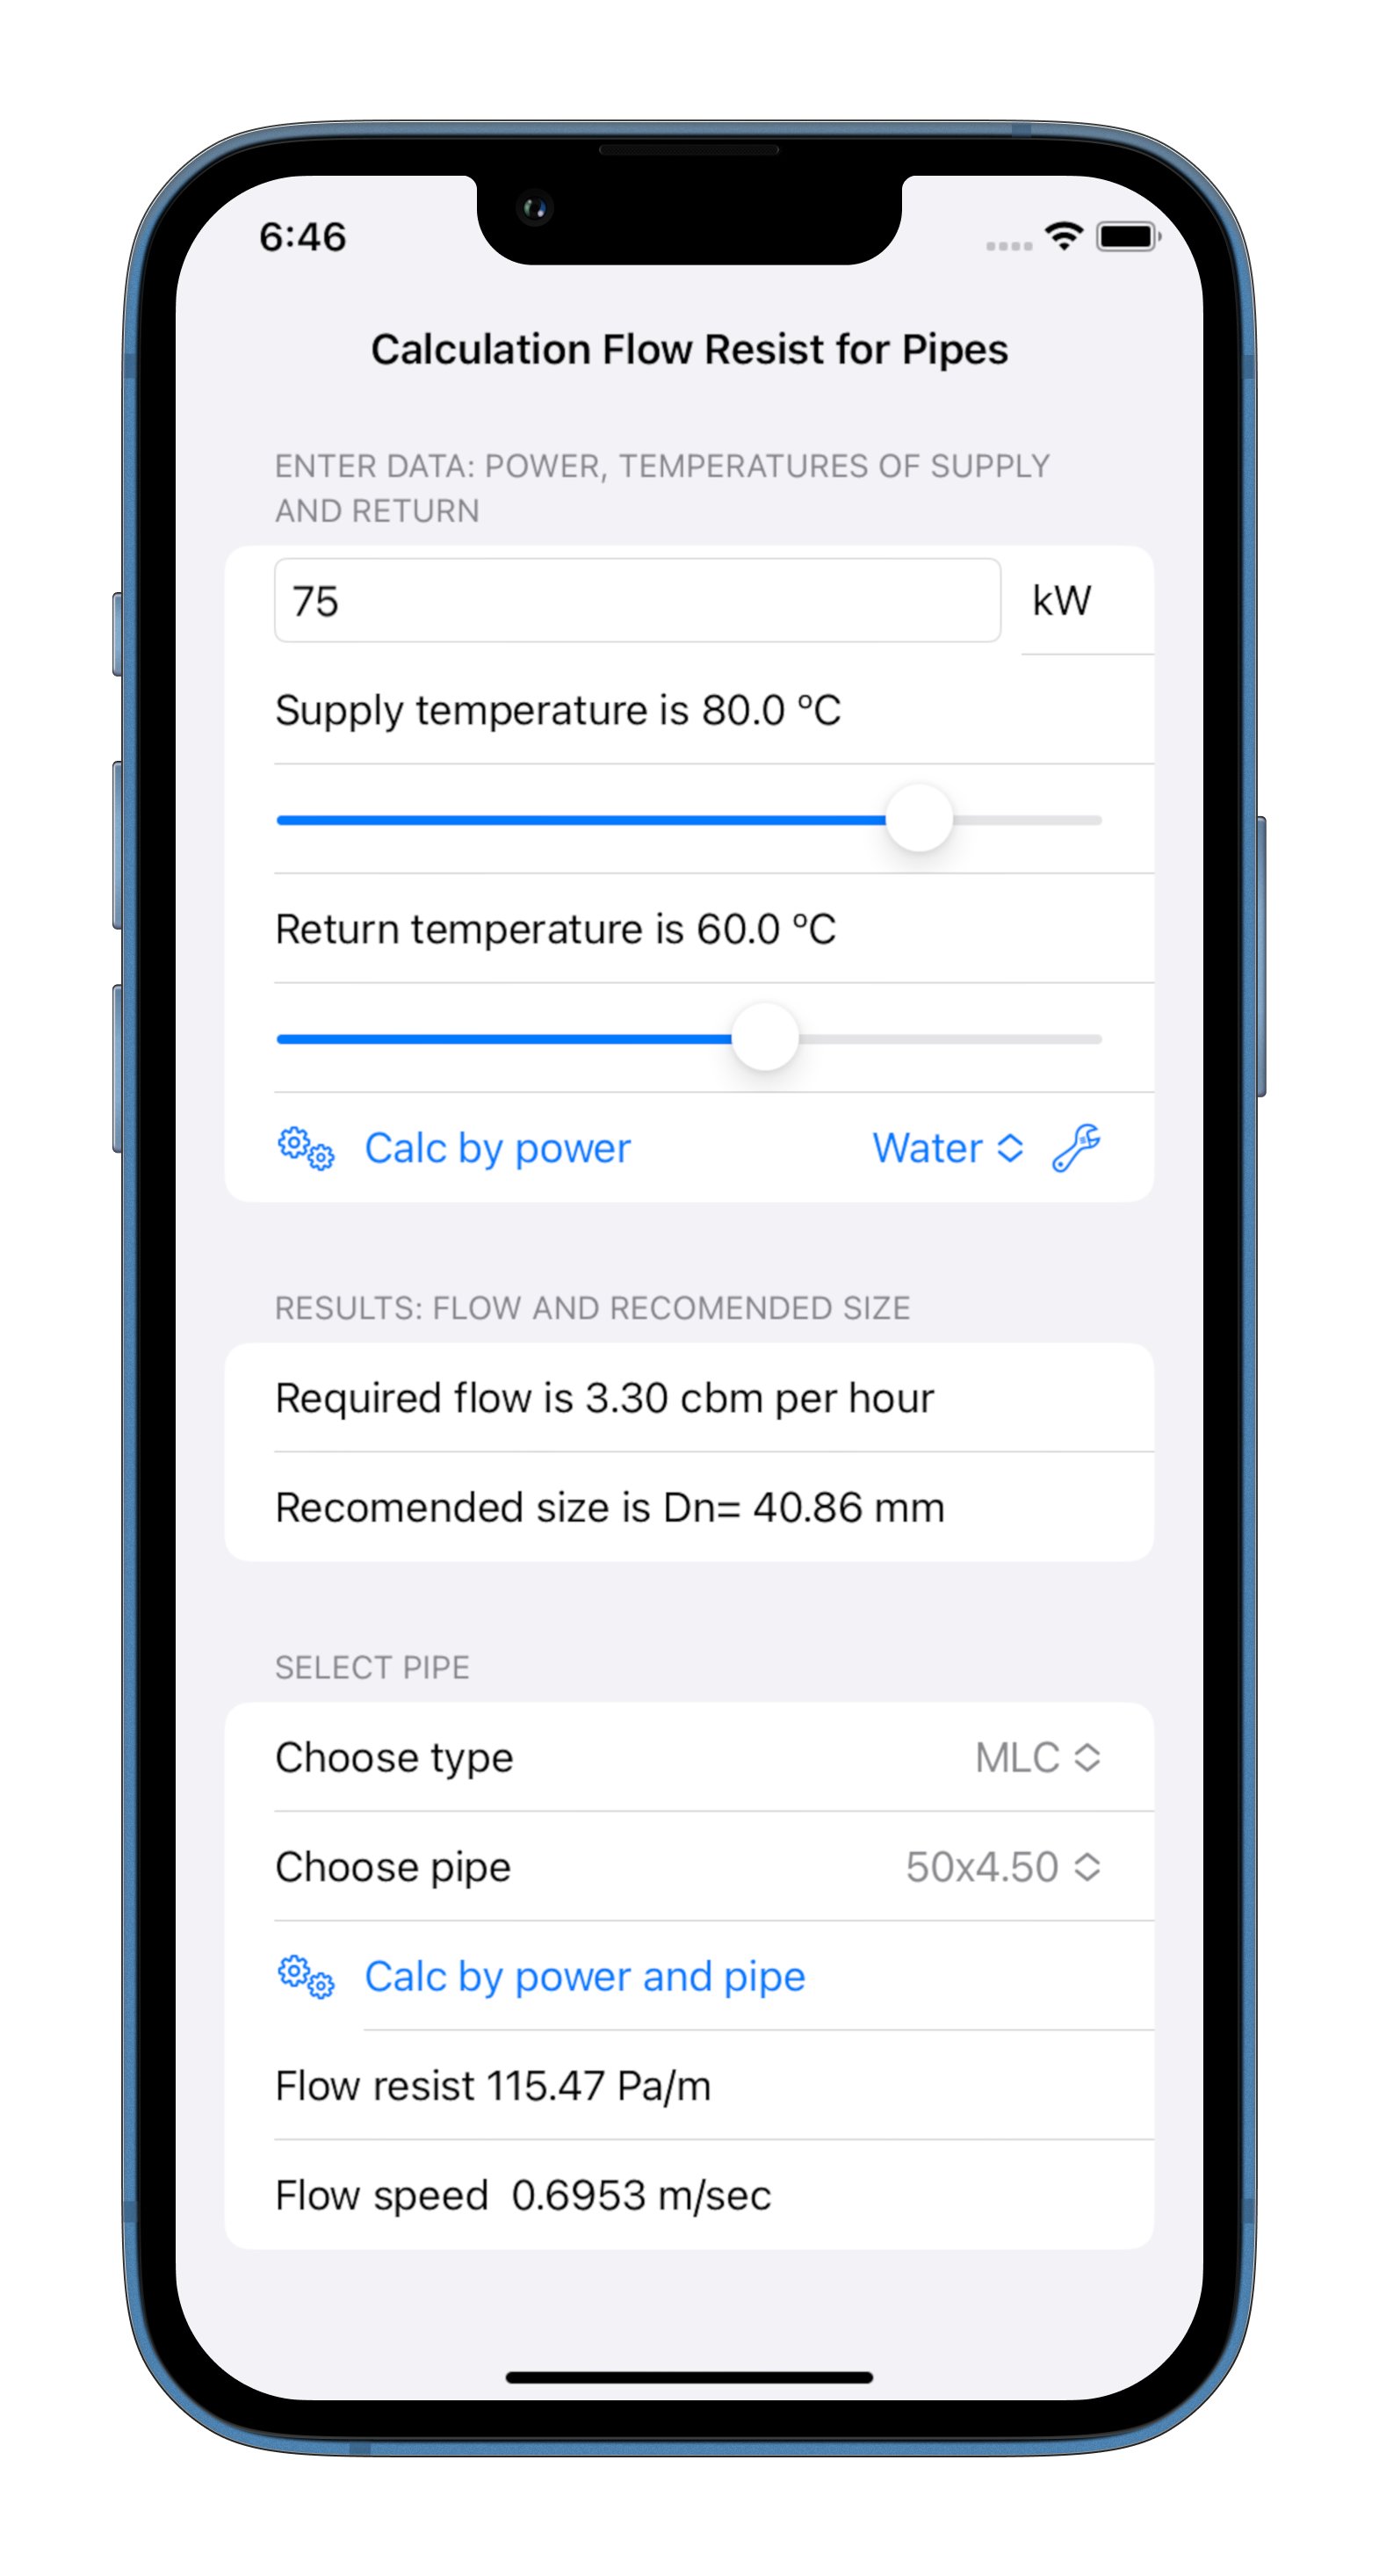 6:46
Calculation Flow Resist for Pipes
ENTER DATA: POWER, TEMPERATURES OF SUPPLY
AND RETURN
75 kW
Supply temperature is 80.0 ºC
Return temperature is 60.0 ºC
Calc by power Water
RESULTS: FLOW AND RECOMENDED SIZE
Required flow is 3.30 cbm per hour
Recomended size is Dn= 40.86 mm
SELECT PIPE
Choose type MLC
Choose pipe 50x4.50
Calc by power and pipe
Flow resist 115.47 Pa/m
Flow speed  0.6953 m/sec